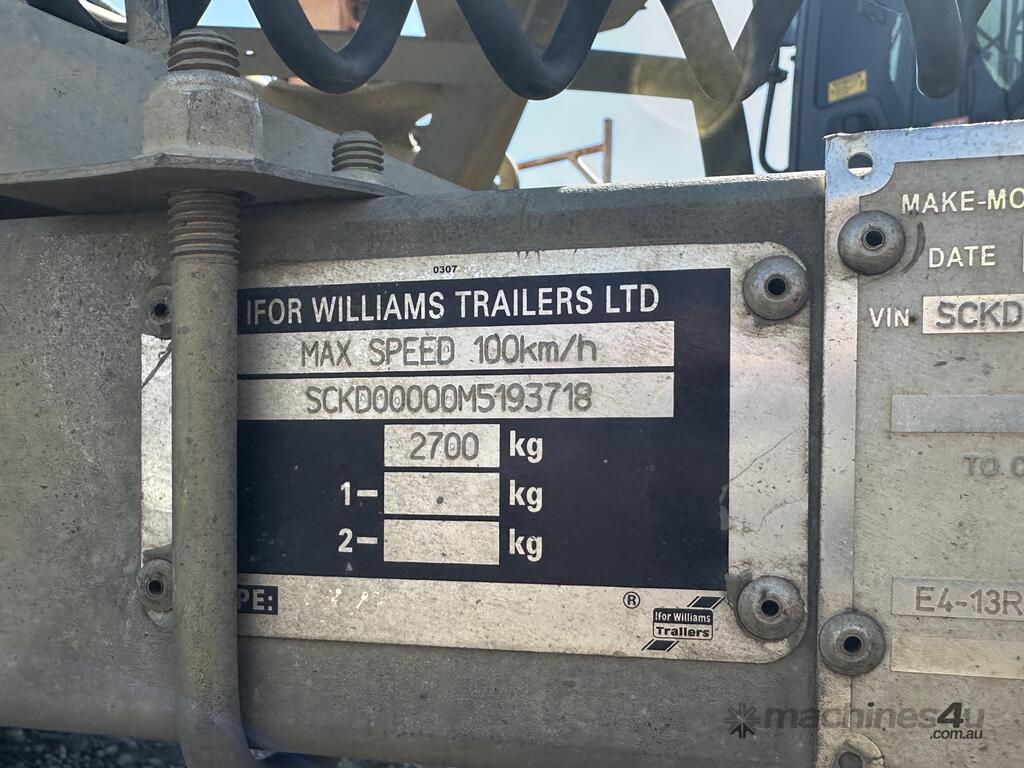 0307
IFOR WILLIAMS TRAILERS LTD
MAX SPEED 100km/h
SCKD00000M5193718
2700 kg
1– kg
2– kg
PE:
®
Ifor Williams
Trailers
MAKE-MO
DATE
VIN SCKD
TO C
E4-13R
machines4u
.com.au